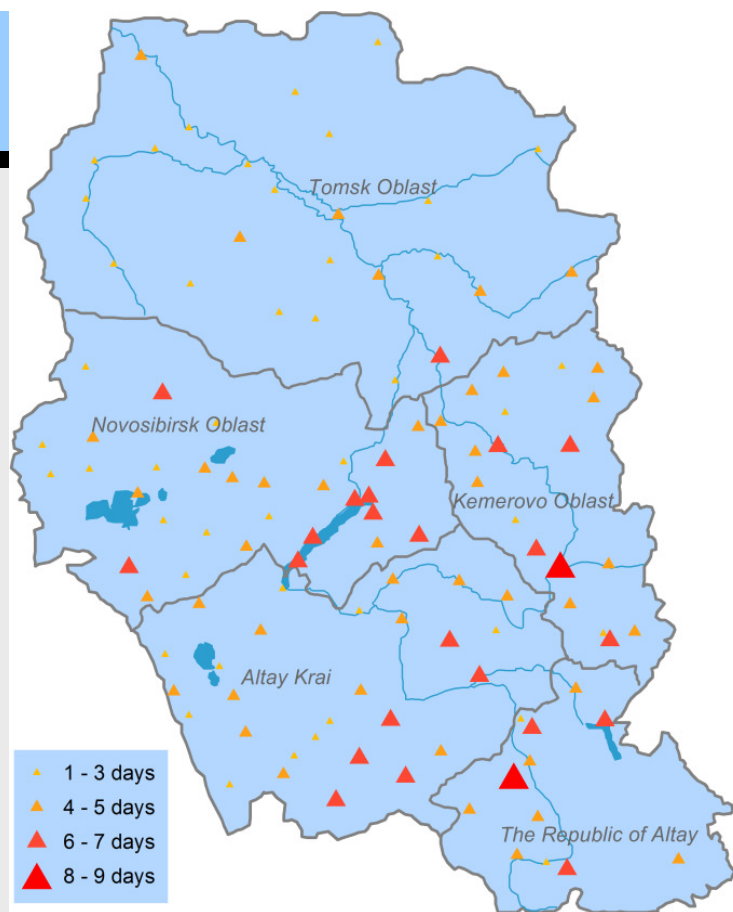 Tomsk Oblast
Novosibirsk Oblast
Kemerovo Oblast
Altay Krai
The Republic of Altay
1 - 3 days
4 - 5 days
6 - 7 days
8 - 9 days